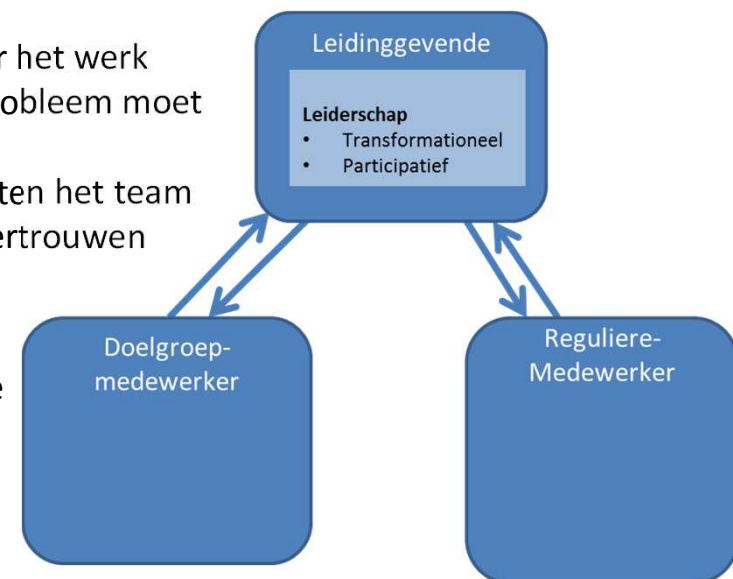 r het werk
obleem moet
ten het team
ertrouwen
e
Leidinggevende
Leiderschap
• Transformationeel
• Participatief
Doelgroep-
medewerker
Reguliere-
Medewerker